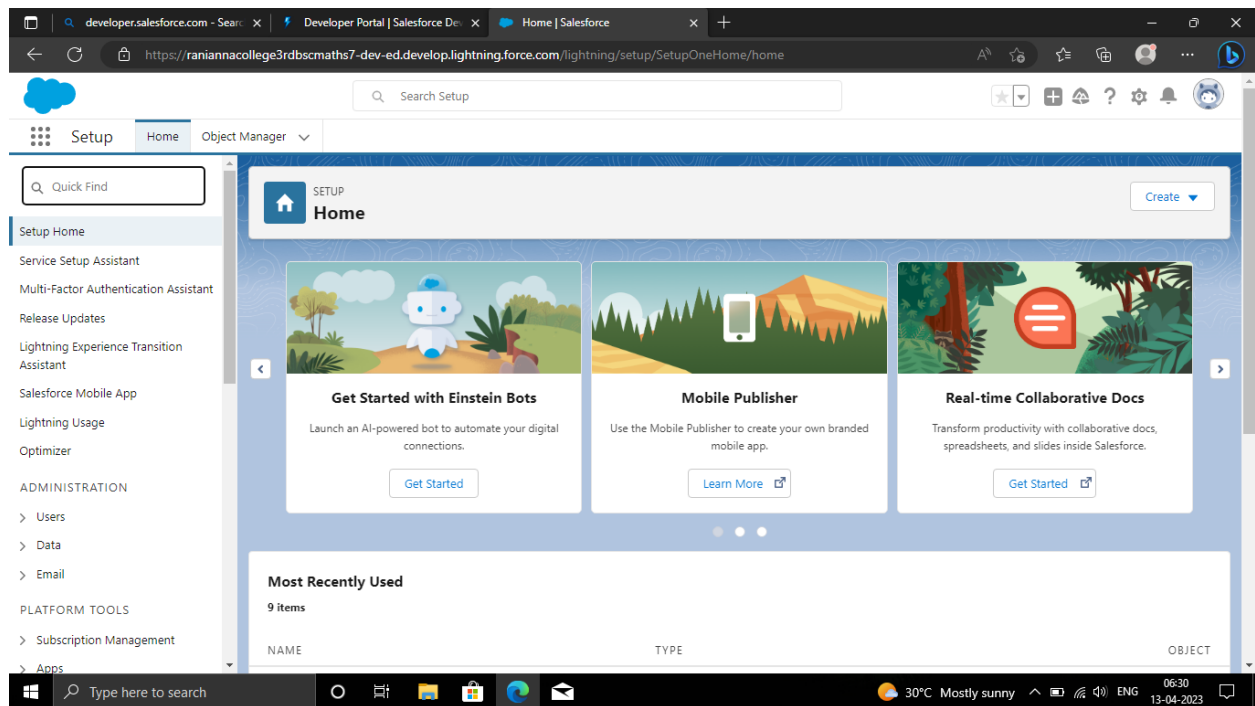 developer.salesforce.com - Searc
Developer Portal | Salesforce Dev
Home | Salesforce
https://raniannacollege3rdbscmaths7-dev-ed.develop.lightning.force.com/lightning/setup/SetupOneHome/home
Search Setup
Setup
Home
Object Manager
Quick Find
Setup Home
Service Setup Assistant
Multi-Factor Authentication Assistant
Release Updates
Lightning Experience Transition
Assistant
Salesforce Mobile App
Lightning Usage
Optimizer
ADMINISTRATION
Users
Data
Email
PLATFORM TOOLS
Subscription Management
Apps
SETUP
Home
Create
Get Started with Einstein Bots
Launch an AI-powered bot to automate your digital
connections.
Get Started
Mobile Publisher
Use the Mobile Publisher to create your own branded
mobile app.
Learn More
Real-time Collaborative Docs
Transform productivity with collaborative docs,
spreadsheets, and slides inside Salesforce.
Get Started
Most Recently Used
9 items
NAME TYPE OBJECT
Type here to search
30°C Mostly sunny
ENG
06:30
13-04-2023